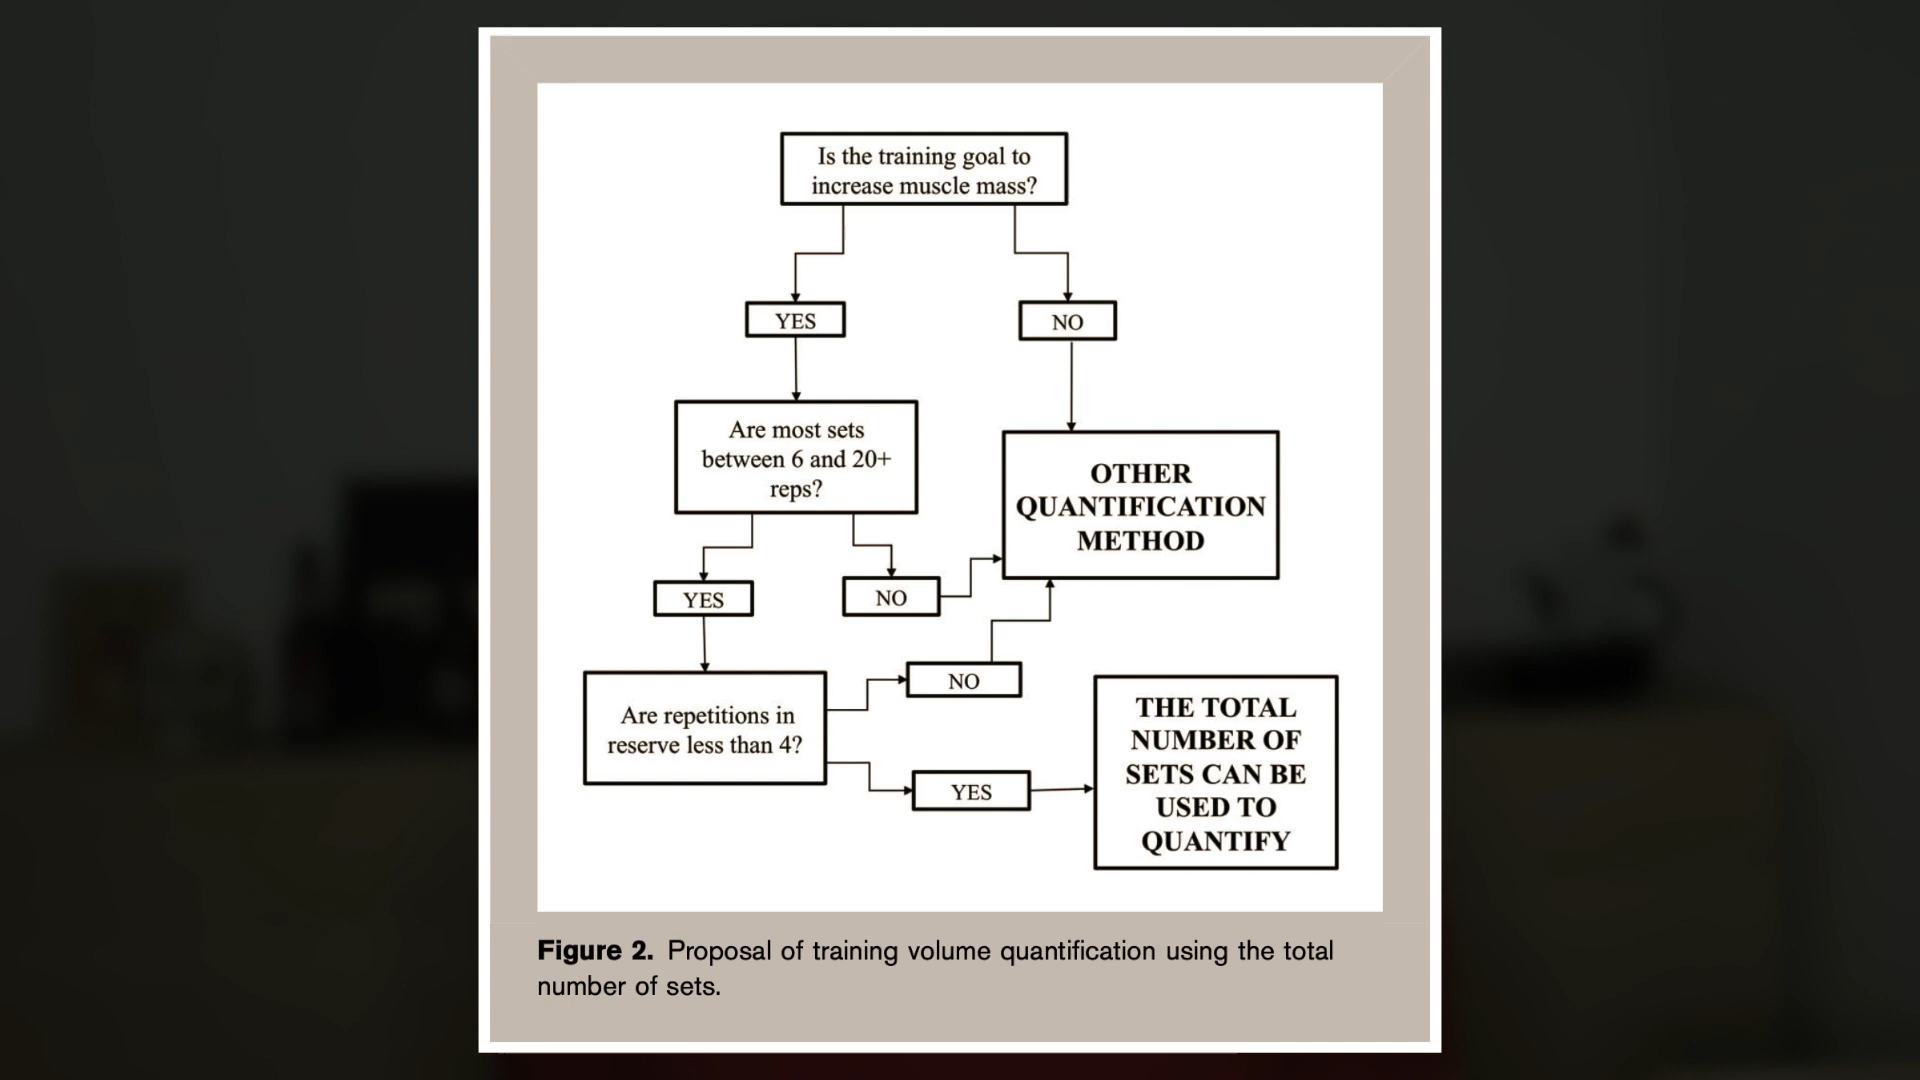 Is the training goal to
increase muscle mass?
YES
NO
Are most sets
between 6 and 20+
reps?
OTHER
QUANTIFICATION
METHOD
YES
NO
Are repetitions in
reserve less than 4?
NO
YES
THE TOTAL
NUMBER OF
SETS CAN BE
USED TO
QUANTIFY
Figure 2. Proposal of training volume quantification using the total
number of sets.